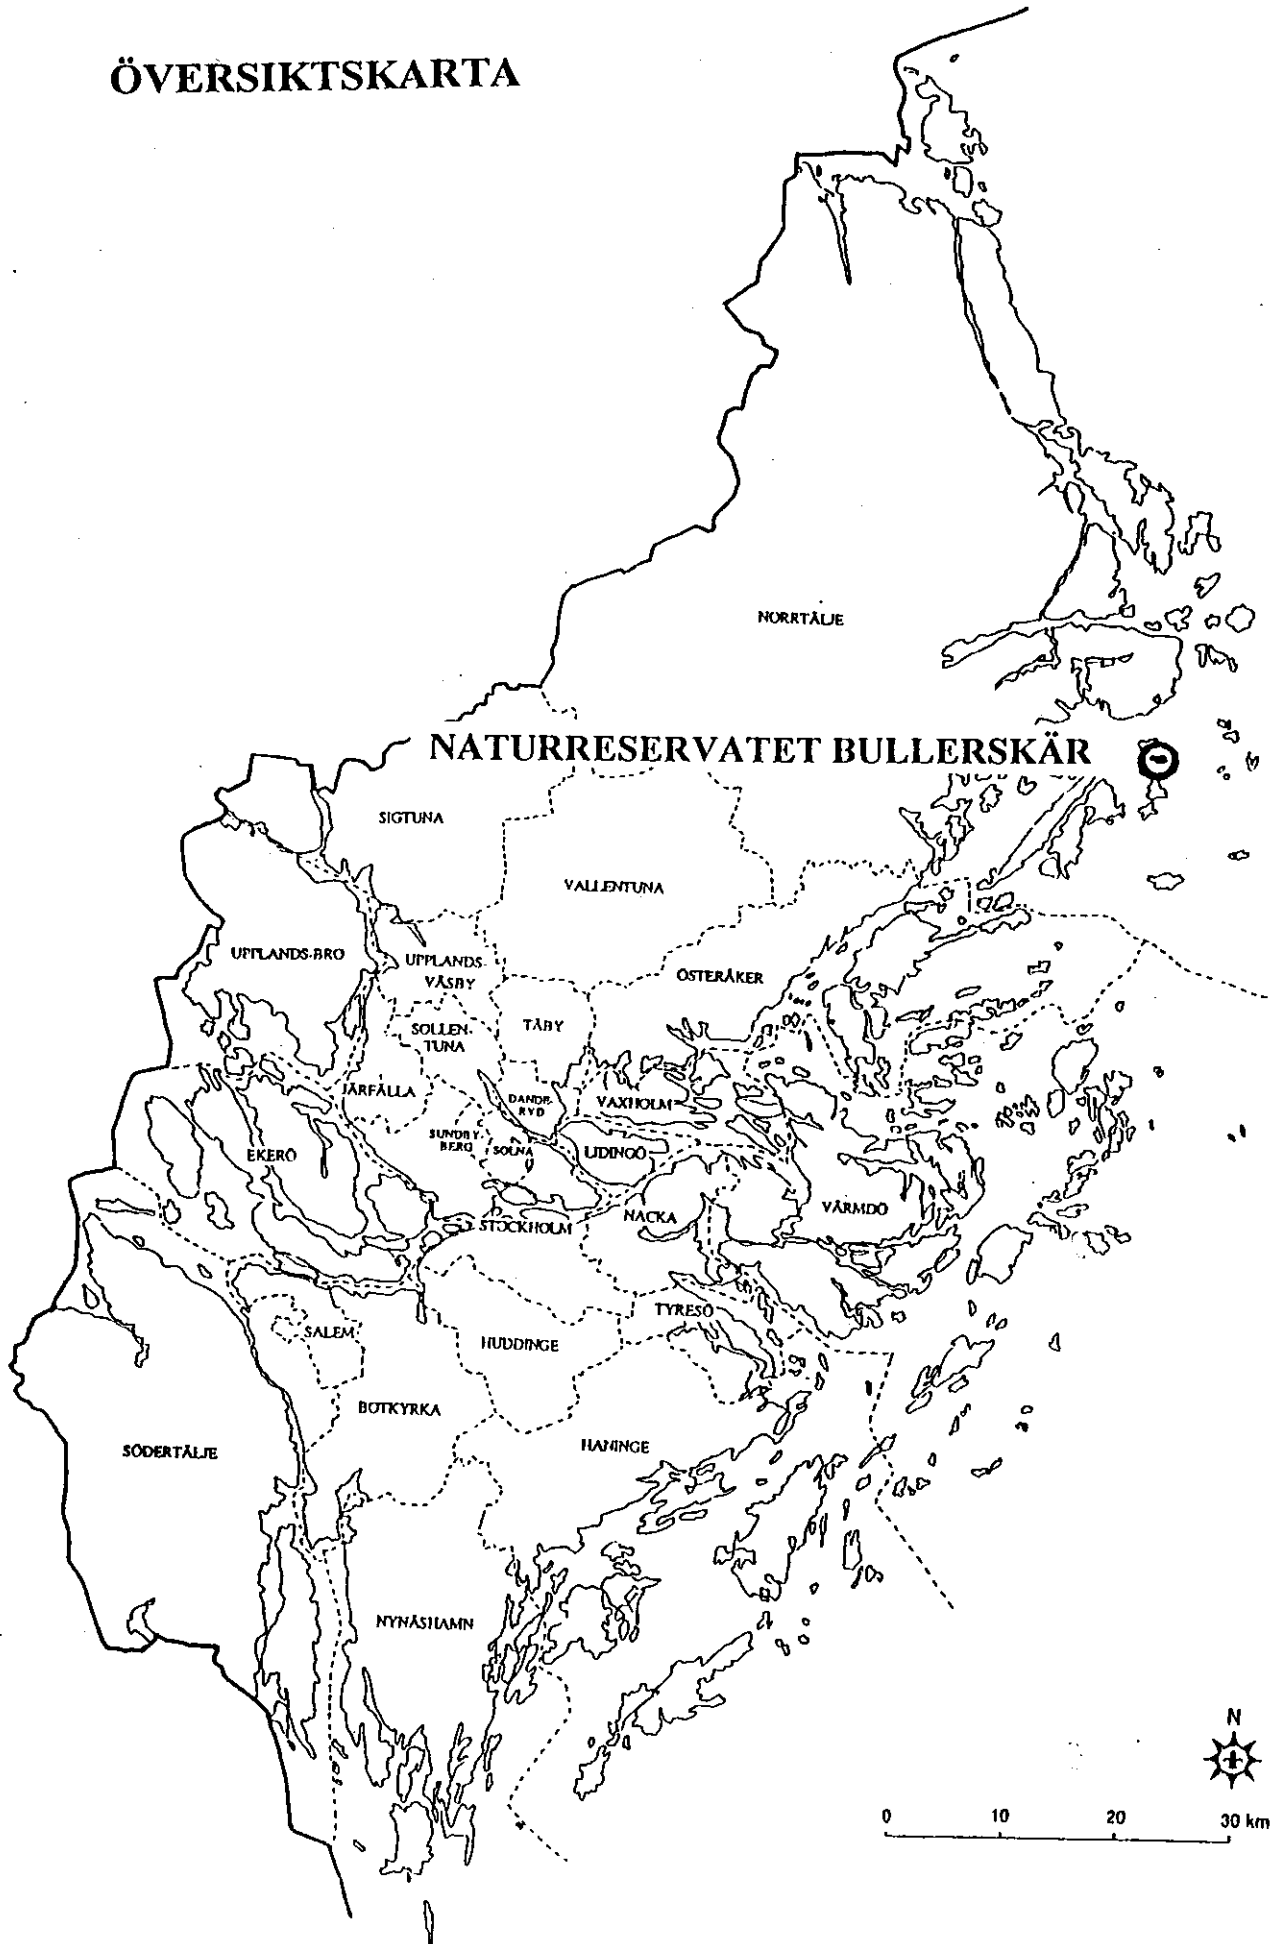 ÖVERSIKTSKARTA
NORRTÄLJE
NATURRESERVATET BULLERSKÄR
SIGTUNA
VALLENTUNA
UPPLANDS-BRO
UPPLANDS-
VÄSBY
ÖSTERÅKER
SOLLEN-
TUNA
TÄBY
JÄRFÄLLA
DANDE-
RYD
VAXHOLM
SUNDBY-
BERG
SOLNA
LIDINGÖ
EKERÖ
STOCKHOLM
NACKA
VÄRMDÖ
TYRESÖ
SALEM
HUDDINGE
BOTKYRKA
SÖDERTÄLJE
HANINGE
NYNÄSHAMN
N
0 10 20 30 km